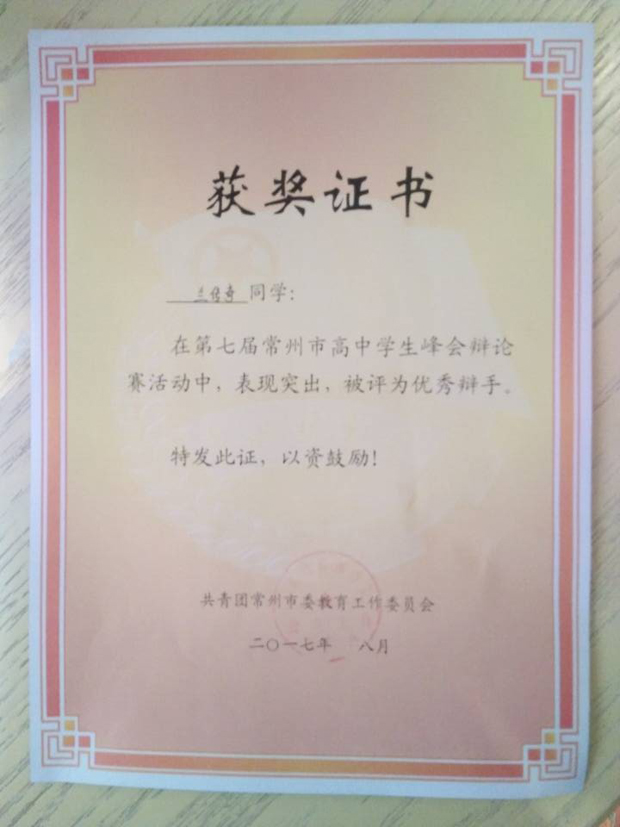 获奖证书
兰传奇 同学：
在第七届常州市高中学生峰会辩论
赛活动中，表现突出，被评为优秀辩手。
特发此证，以资鼓励！
共青团常州市委教育工作委员会
二〇一七年 八月